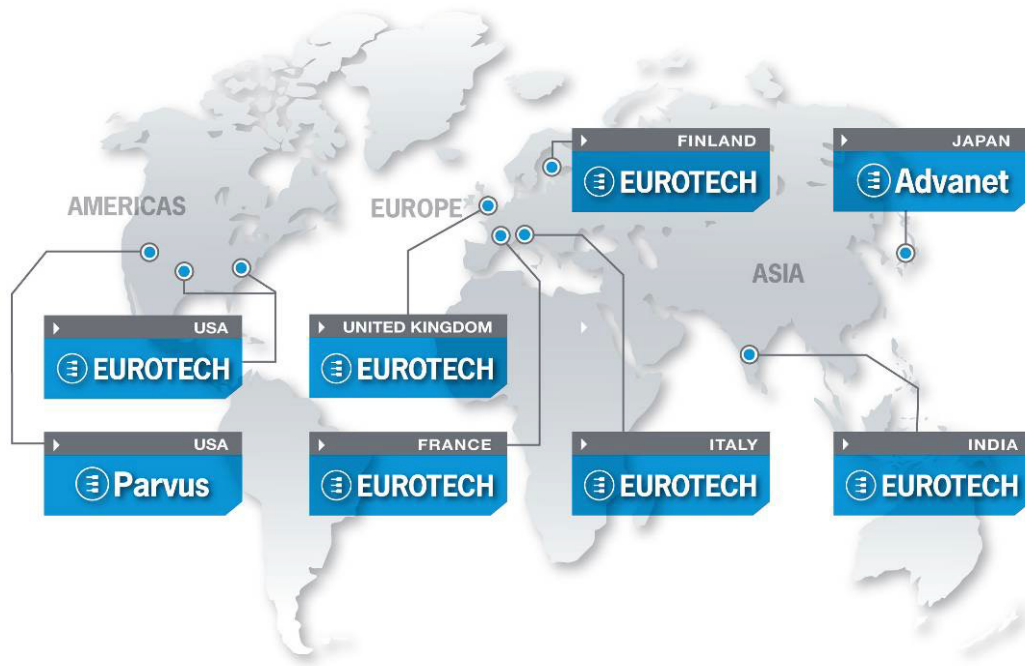 FINLAND
EUROTECH
JAPAN
Advanet
AMERICAS
EUROPE
ASIA
USA
EUROTECH
UNITED KINGDOM
EUROTECH
USA
Parvus
FRANCE
EUROTECH
ITALY
EUROTECH
INDIA
EUROTECH